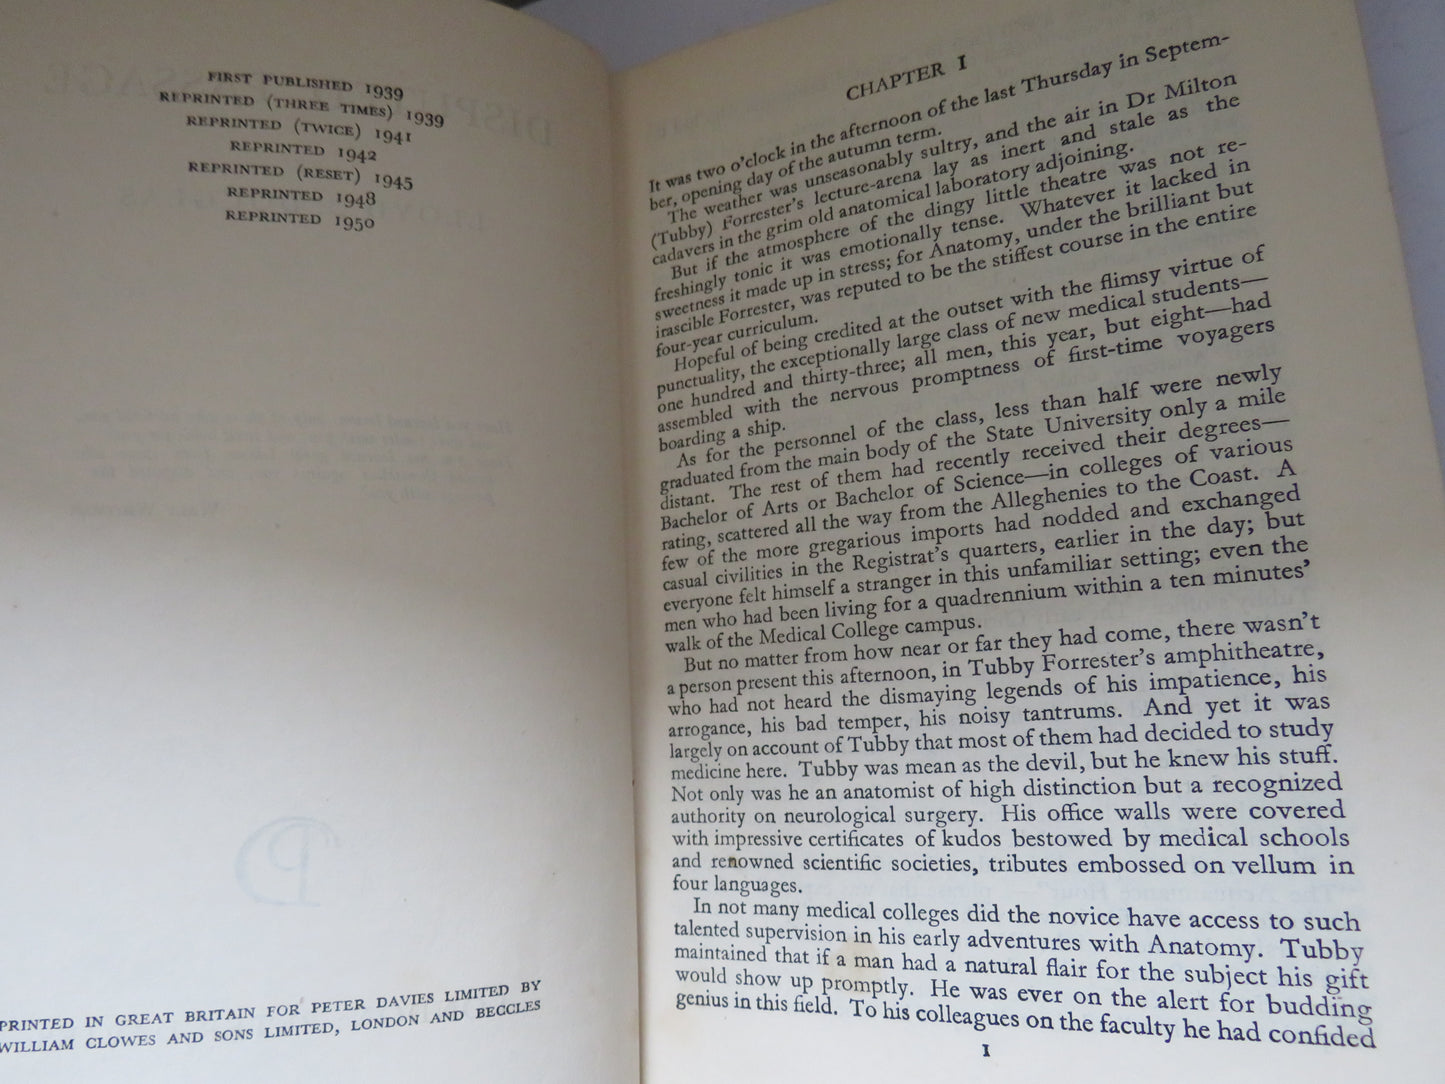 FIRST PUBLISHED 1939
REPRINTED (THREE TIMES) 1939
REPRINTED (TWICE) 1941
REPRINTED 1942
REPRINTED (RESET) 1945
REPRINTED 1948
REPRINTED 1950
PRINTED IN GREAT BRITAIN FOR PETER DAVIES LIMITED BY
WILLIAM CLOWES AND SONS LIMITED, LONDON AND BECCLES
CHAPTER I
It was two o'clock in the afternoon of the last Thursday in Septem-
ber, opening day of the autumn term.
The weather was unseasonably sultry, and the air in Dr Milton
(Tubby) Forrester's lecture-arena lay as inert and stale as the
cadavers in the grim old anatomical laboratory adjoining.
But if the atmosphere of the dingy little theatre was not re-
freshingly tonic it was emotionally tense. Whatever it lacked in
sweetness it made up in stress; for Anatomy, under the brilliant but
irascible Forrester, was reputed to be the stiffest course in the entire
four-year curriculum.
Hopeful of being credited at the outset with the flimsy virtue of
punctuality, the exceptionally large class of new medical students—
one hundred and thirty-three; all men, this year, but eight—had
assembled with the nervous promptness of first-time voyagers
boarding a ship.
As for the personnel of the class, less than half were newly
graduated from the main body of the State University only a mile
distant. The rest of them had recently received their degrees—
Bachelor of Arts or Bachelor of Science—in colleges of various
rating, scattered all the way from the Alleghenies to the Coast. A
few of the more gregarious imports had nodded and exchanged
casual civilities in the Registrat's quarters, earlier in the day; but
everyone felt himself a stranger in this unfamiliar setting; even the
men who had been living for a quadrennium within a ten minutes'
walk of the Medical College campus.
But no matter from how near or far they had come, there wasn't
a person present this afternoon, in Tubby Forrester's amphitheatre,
who had not heard the dismaying legends of his impatience, his
arrogance, his bad temper, his noisy tantrums. And yet it was
largely on account of Tubby that most of them had decided to study
medicine here. Tubby was mean as the devil, but he knew his stuff.
Not only was he an anatomist of high distinction but a recognized
authority on neurological surgery. His office walls were covered
with impressive certificates of kudos bestowed by medical schools
and renowned scientific societies, tributes embossed on vellum in
four languages.
In not many medical colleges did the novice have access to such
talented supervision in his early adventures with Anatomy. Tubby
maintained that if a man had a natural flair for the subject his gift
would show up promptly. He was ever on the alert for budding
genius in this field. To his colleagues on the faculty he had confided
I